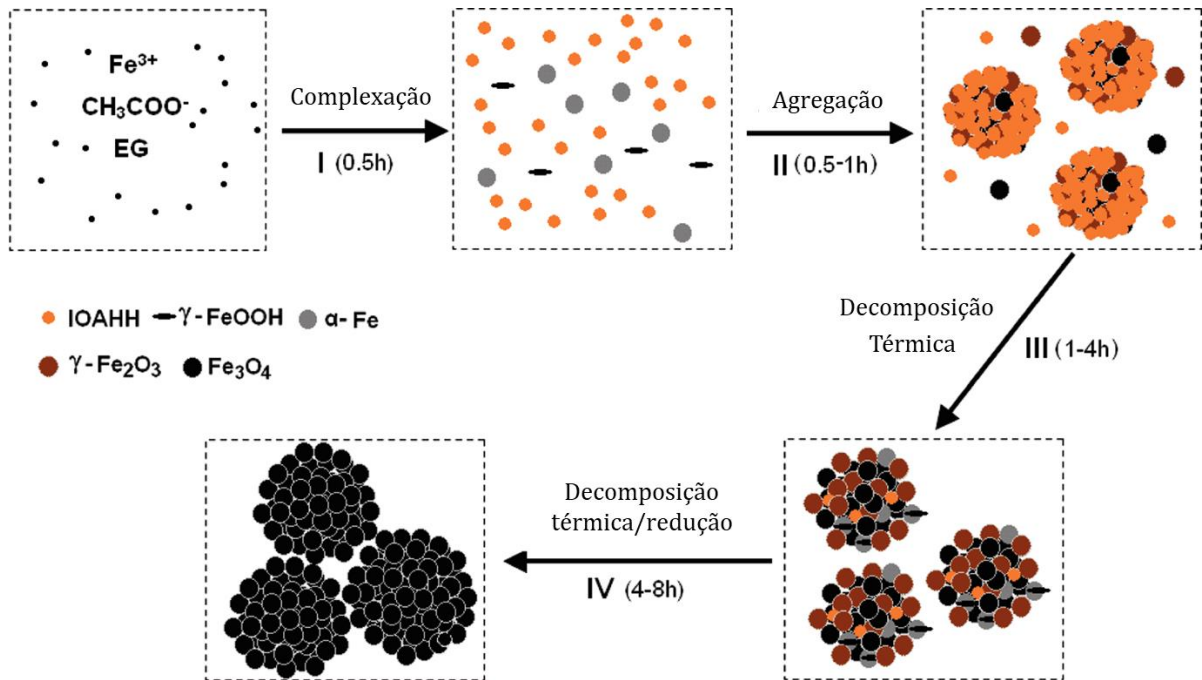 Fe³⁺
CH₃COO⁻
EG
Complexação
I (0.5h)
Agregação
II (0.5-1h)
Decomposição
Térmica
III (1-4h)
IOAHH
γ-FeOOH
α-Fe
γ-Fe₂O₃
Fe₃O₄
Decomposição
térmica/redução
IV (4-8h)